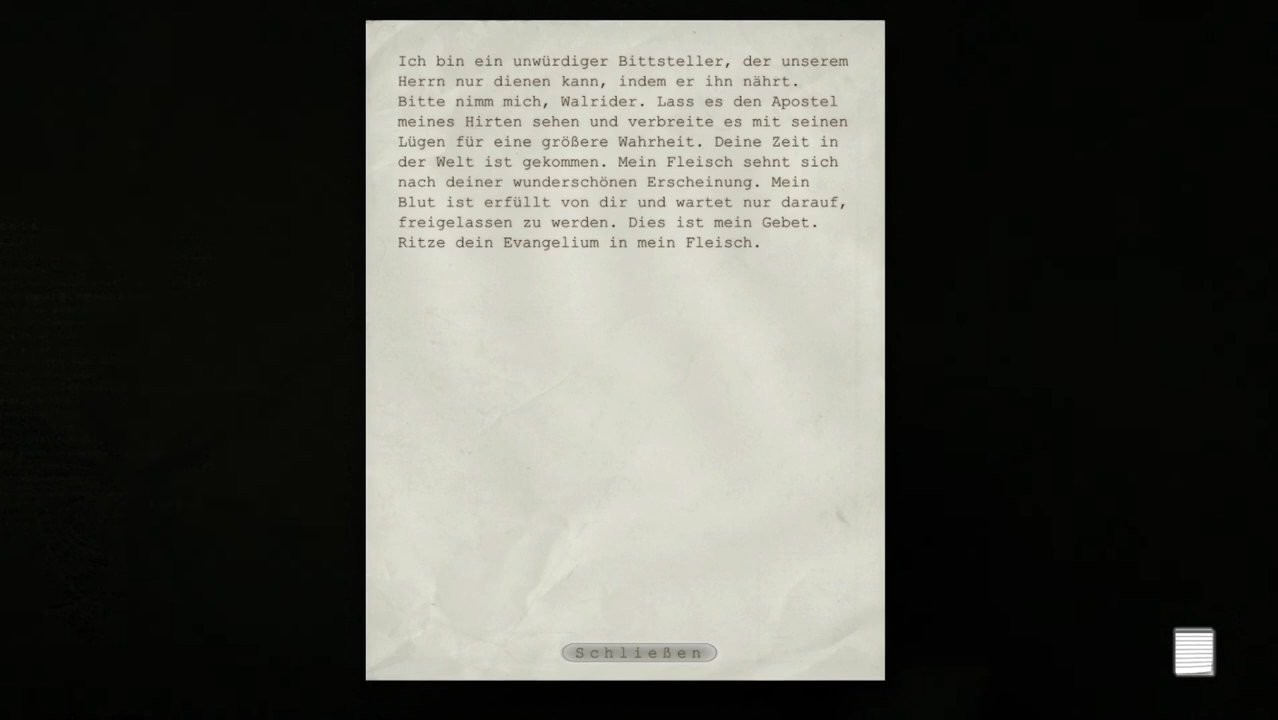 Ich bin ein unwürdiger Bittsteller, der unserem
Herrn nur dienen kann, indem er ihn nährt.
Bitte nimm mich, Walrider. Lass es den Apostel
meines Hirten sehen und verbreite es mit seinen
Lügen für eine größere Wahrheit. Deine Zeit in
der Welt ist gekommen. Mein Fleisch sehnt sich
nach deiner wunderschönen Erscheinung. Mein
Blut ist erfüllt von dir und wartet nur darauf,
freigelassen zu werden. Dies ist mein Gebet.
Ritze dein Evangelium in mein Fleisch.
Schließen